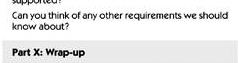 supported?
Can you think of any other requirements we should
know about?
Part X: Wrap-up